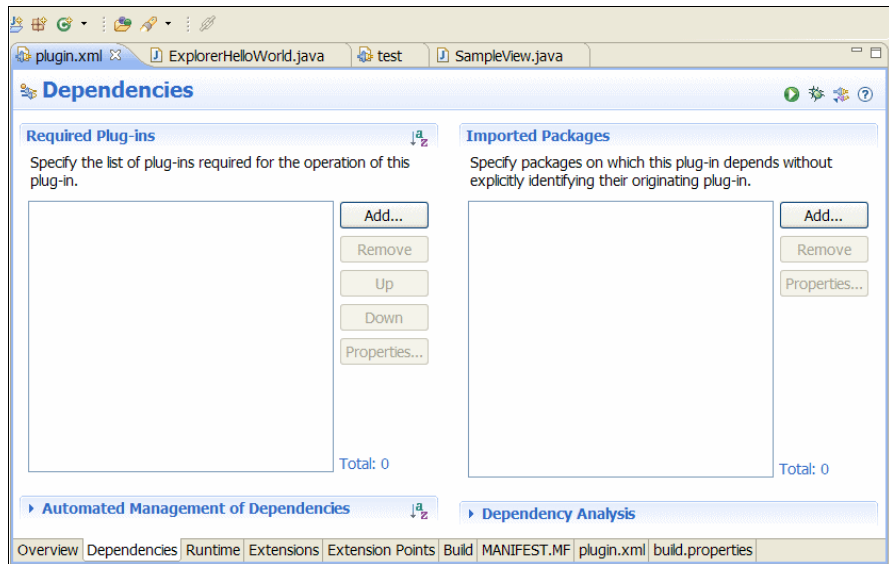 plugin.xml
ExplorerHelloWorld.java
test
SampleView.java
Dependencies
Required Plug-ins
Specify the list of plug-ins required for the operation of this
plug-in.
Add...
Remove
Up
Down
Properties...
Total: 0
Imported Packages
Specify packages on which this plug-in depends without
explicitly identifying their originating plug-in.
Add...
Remove
Properties...
Total: 0
Automated Management of Dependencies
Dependency Analysis
Overview Dependencies Runtime Extensions Extension Points Build MANIFEST.MF plugin.xml build.properties